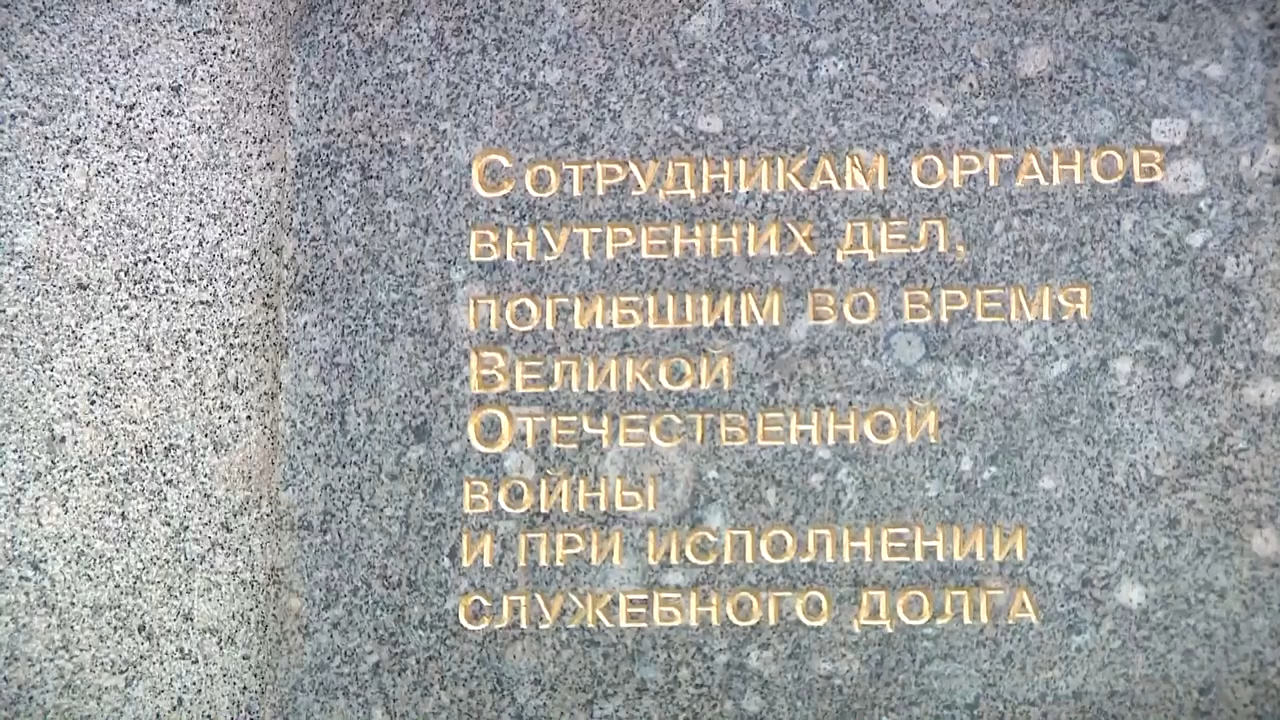 Сотрудникам органов
внутренних дел,
погибшим во время
Великой
Отечественной
войны
и при исполнении
служебного долга